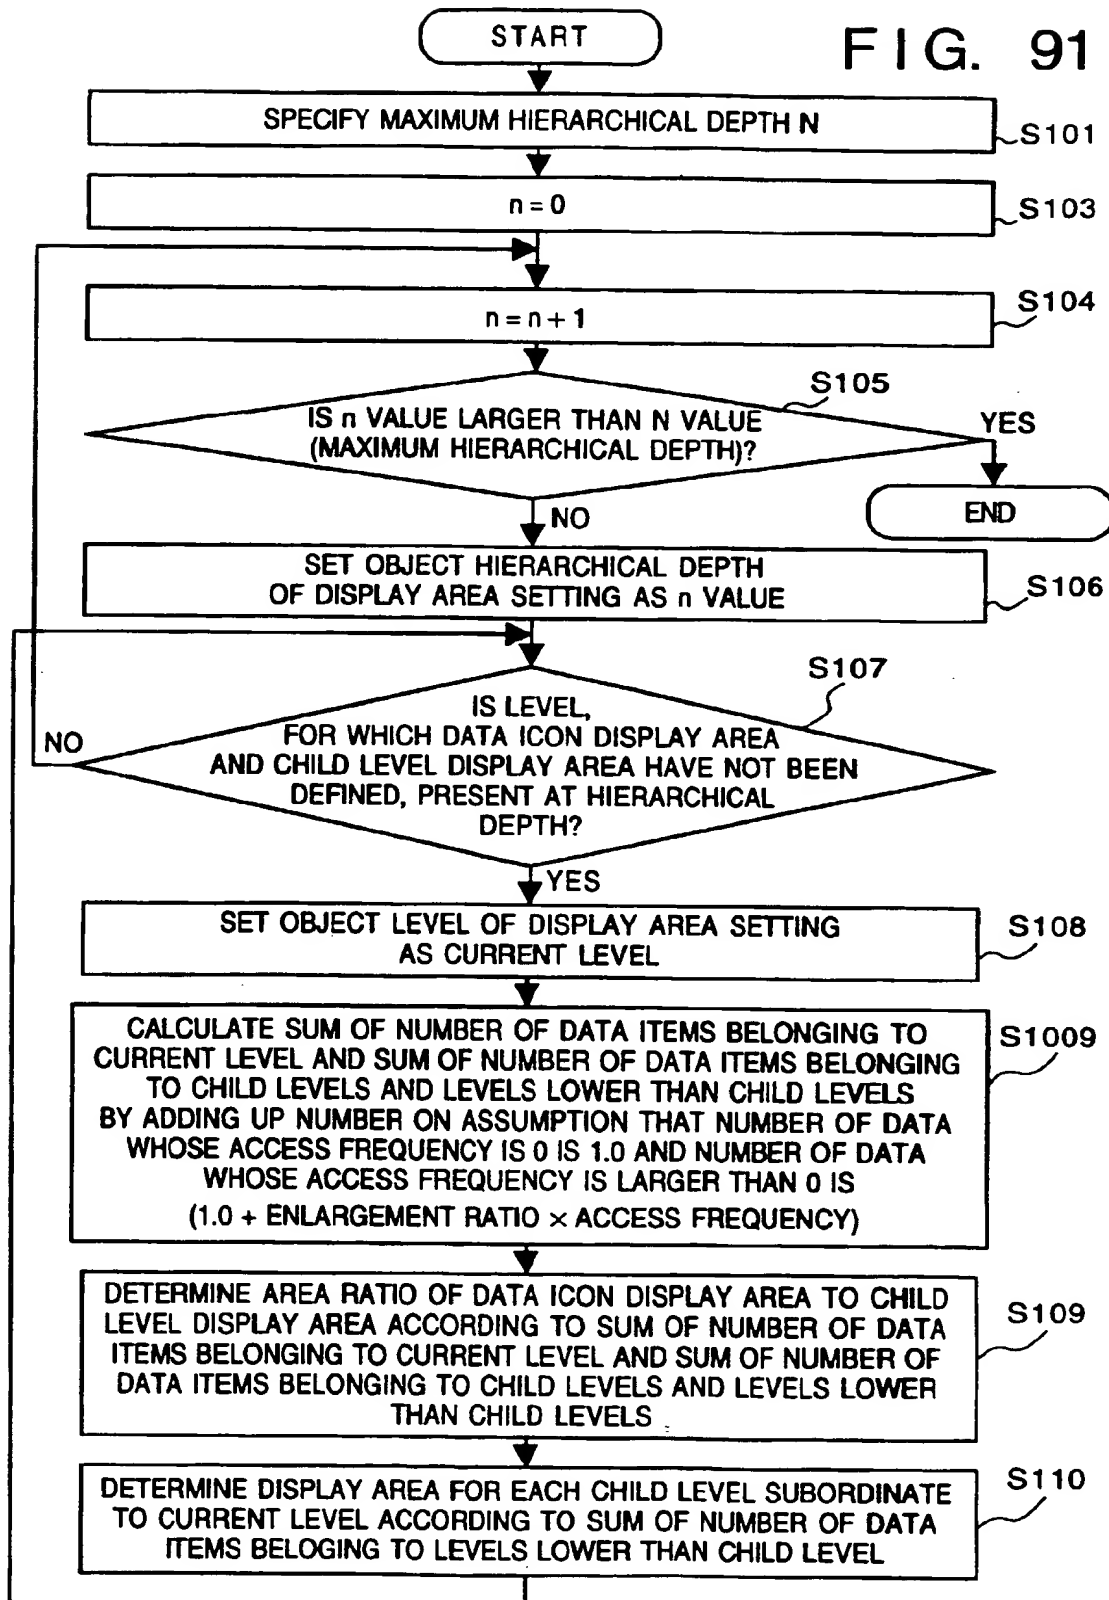 START
FIG. 91
SPECIFY MAXIMUM HIERARCHICAL DEPTH N
S101
n = 0
S103
S104
n = n + 1
S105
IS n VALUE LARGER THAN N VALUE
(MAXIMUM HIERARCHICAL DEPTH)?
YES
END
NO
SET OBJECT HIERARCHICAL DEPTH
OF DISPLAY AREA SETTING AS n VALUE
S106
S107
IS LEVEL,
FOR WHICH DATA ICON DISPLAY AREA
AND CHILD LEVEL DISPLAY AREA HAVE NOT BEEN
DEFINED, PRESENT AT HIERARCHICAL
DEPTH?
NO
YES
SET OBJECT LEVEL OF DISPLAY AREA SETTING
AS CURRENT LEVEL
S108
CALCULATE SUM OF NUMBER OF DATA ITEMS BELONGING TO
CURRENT LEVEL AND SUM OF NUMBER OF DATA ITEMS BELONGING
TO CHILD LEVELS AND LEVELS LOWER THAN CHILD LEVELS
BY ADDING UP NUMBER ON ASSUMPTION THAT NUMBER OF DATA
WHOSE ACCESS FREQUENCY IS 0 IS 1.0 AND NUMBER OF DATA
WHOSE ACCESS FREQUENCY IS LARGER THAN 0 IS
(1.0 + ENLARGEMENT RATIO × ACCESS FREQUENCY)
S1009
DETERMINE AREA RATIO OF DATA ICON DISPLAY AREA TO CHILD
LEVEL DISPLAY AREA ACCORDING TO SUM OF NUMBER OF DATA
ITEMS BELONGING TO CURRENT LEVEL AND SUM OF NUMBER OF
DATA ITEMS BELONGING TO CHILD LEVELS AND LEVELS LOWER
THAN CHILD LEVELS
S109
DETERMINE DISPLAY AREA FOR EACH CHILD LEVEL SUBORDINATE
TO CURRENT LEVEL ACCORDING TO SUM OF NUMBER OF DATA
ITEMS BELOGING TO LEVELS LOWER THAN CHILD LEVEL
S110